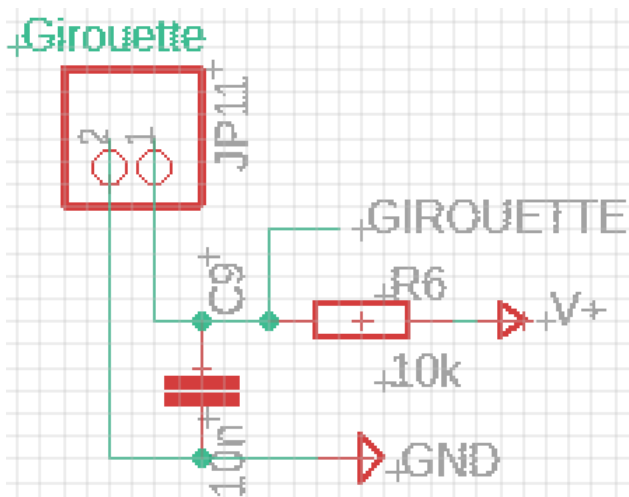 Girouette
2 1
JP11
GIROUETTE
C9
R6
V+
10k
10n
GND